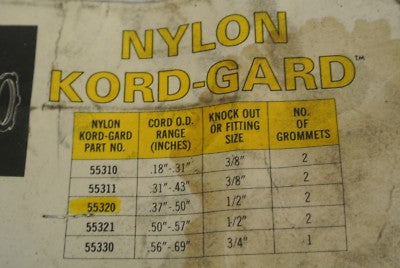 NYLON
KORD-GARD™
NYLON KORD-GARD PART NO. CORD O.D. RANGE (INCHES) KNOCK OUT OR FITTING SIZE NO. OF GROMMETS
55310 .18"-.31" 3/8" 2
55311 .31"-.43" 3/8" 2
55320 .37"-.50" 1/2" 2
55321 .50"-.57" 1/2" 2
55330 .56"-.69" 3/4" 1